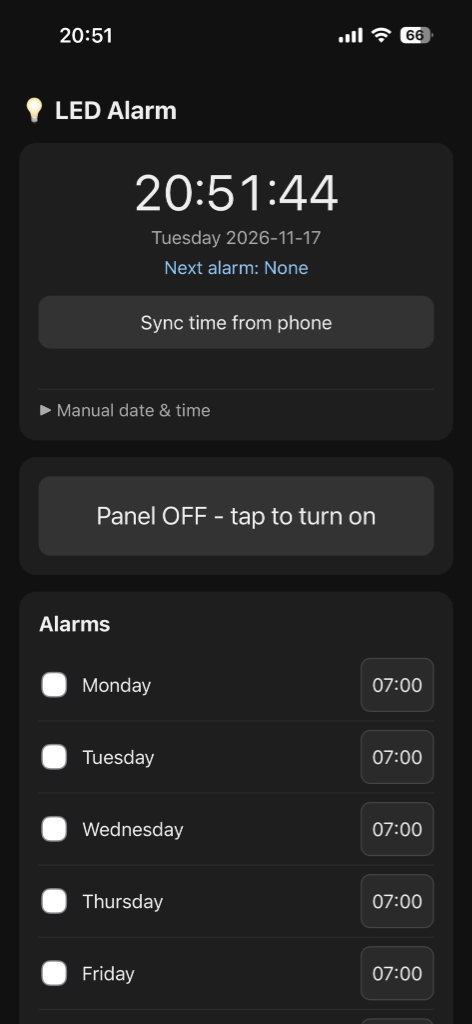 20:51
66
LED Alarm
20:51:44
Tuesday 2026-11-17
Next alarm: None
Sync time from phone
Manual date & time
Panel OFF - tap to turn on
Alarms
Monday 07:00
Tuesday 07:00
Wednesday 07:00
Thursday 07:00
Friday 07:00